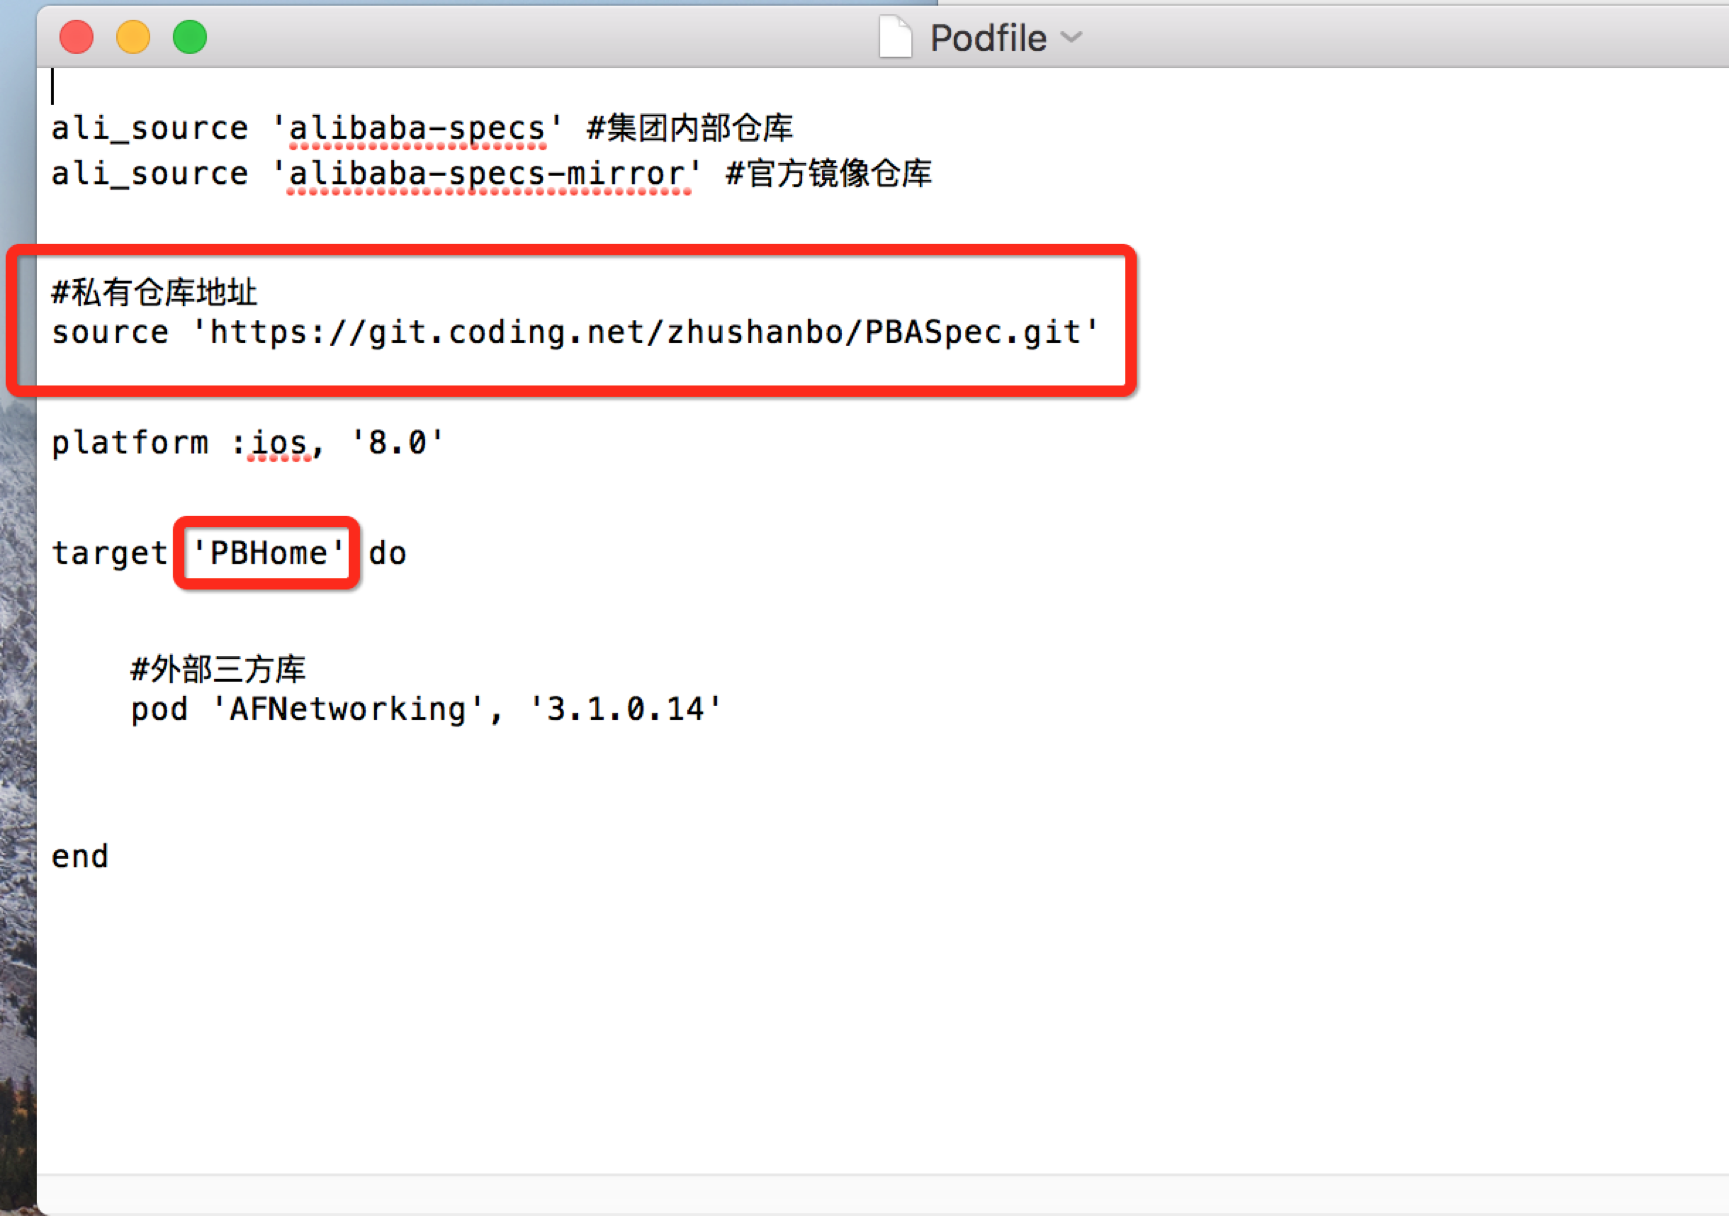 Podfile
ali_source 'alibaba-specs' #集团内部仓库
ali_source 'alibaba-specs-mirror' #官方镜像仓库
#私有仓库地址
source 'https://git.coding.net/zhushanbo/PBASpec.git'
platform :ios, '8.0'
target 'PBHome' do
#外部三方库
pod 'AFNetworking', '3.1.0.14'
end